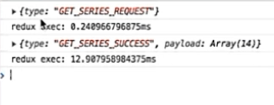 ▶ {type: "GET_SERIES_REQUEST"}
redux exec: 0.240966796875ms
▶ {type: "GET_SERIES_SUCCESS", payload: Array(14)}
redux exec: 12.907958984375ms
>